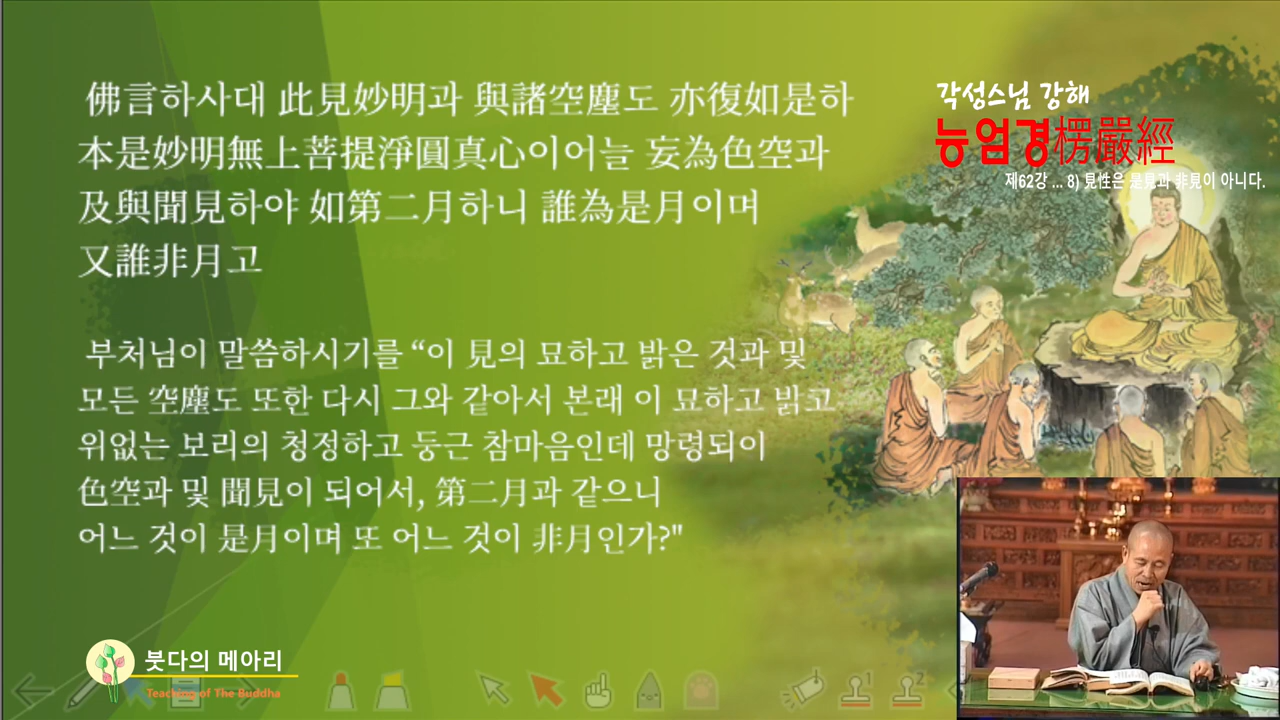 佛言하사대 此見妙明과 與諸空塵도 亦復如是하
本是妙明無上菩提淨圓真心이어늘 妄為色空과
及與聞見하야 如第二月하니 誰為是月이며
又誰非月고
부처님이 말씀하시기를 “이 見의 묘하고 밝은 것과 및
모든 空塵도 또한 다시 그와 같아서 본래 이 묘하고 밝고
위없는 보리의 청정하고 둥근 참마음인데 망령되이
色空과 및 聞見이 되어서, 第二月과 같으니
어느 것이 是月이며 또 어느 것이 非月인가?"
각성스님 강해
능엄경楞嚴經
제62강 ... 8) 見性은 是見과 非見이 아니다.
붓다의 메아리
Teaching of The Buddha
1
2